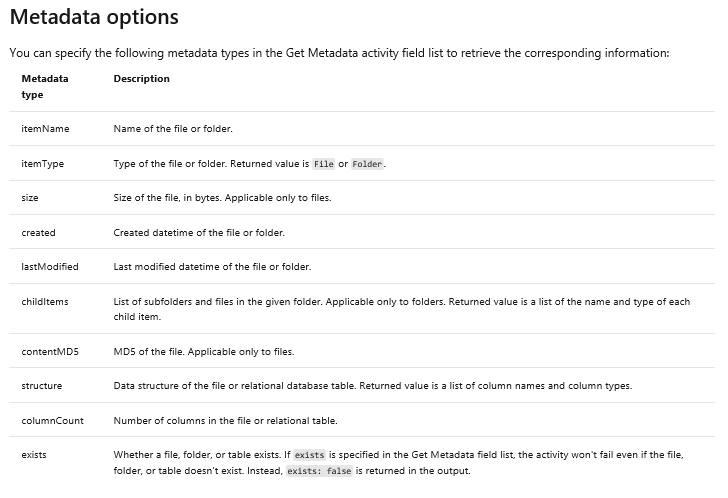 Metadata options
You can specify the following metadata types in the Get Metadata activity field list to retrieve the corresponding information:
Metadata type Description
itemName Name of the file or folder.
itemType Type of the file or folder. Returned value is File or Folder.
size Size of the file, in bytes. Applicable only to files.
created Created datetime of the file or folder.
lastModified Last modified datetime of the file or folder.
childItems List of subfolders and files in the given folder. Applicable only to folders. Returned value is a list of the name and type of each
child item.
contentMD5 MD5 of the file. Applicable only to files.
structure Data structure of the file or relational database table. Returned value is a list of column names and column types.
columnCount Number of columns in the file or relational table.
exists Whether a file, folder, or table exists. If exists is specified in the Get Metadata field list, the activity won't fail even if the file,
folder, or table doesn't exist. Instead, exists: false is returned in the output.